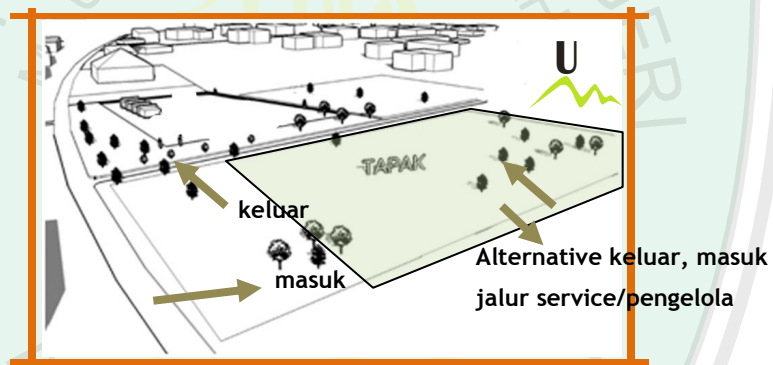 U
TAPAK
keluar
masuk
Alternative keluar, masuk
jalur service/pengelola